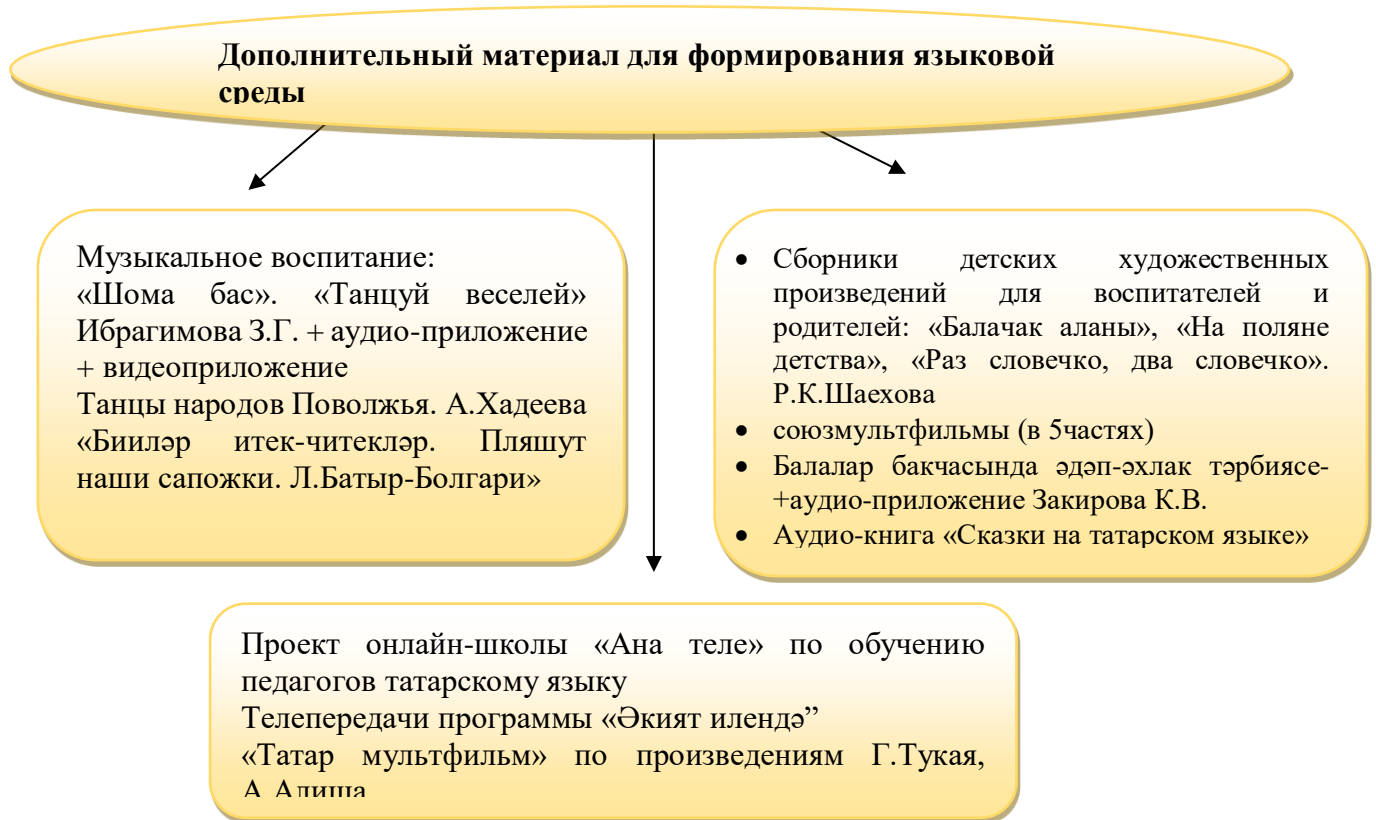 Дополнительный материал для формирования языковой
среды
Музыкальное воспитание:
«Шома бас». «Танцуй веселей»
Ибрагимова З.Г. + аудио-приложение
+ видеоприложение
Танцы народов Поволжья. А.Хадеева
«Бииләр итек-читекләр. Пляшут
наши сапожки. Л.Батыр-Болгари»
• Сборники детских художественных
произведений для воспитателей и
родителей: «Балачак аланы», «На поляне
детства», «Раз словечко, два словечко».
Р.К.Шаехова
• союзмультфильмы (в 5частях)
• Балалар бакчасында әдәп-әхлак тәрбиясе-
+аудио-приложение Закирова К.В.
• Аудио-книга «Сказки на татарском языке»
Проект онлайн-школы «Ана теле» по обучению
педагогов татарскому языку
Телепередачи программы «Әкият илендә”
«Татар мультфильм» по произведениям Г.Тукая,
А.Алиша